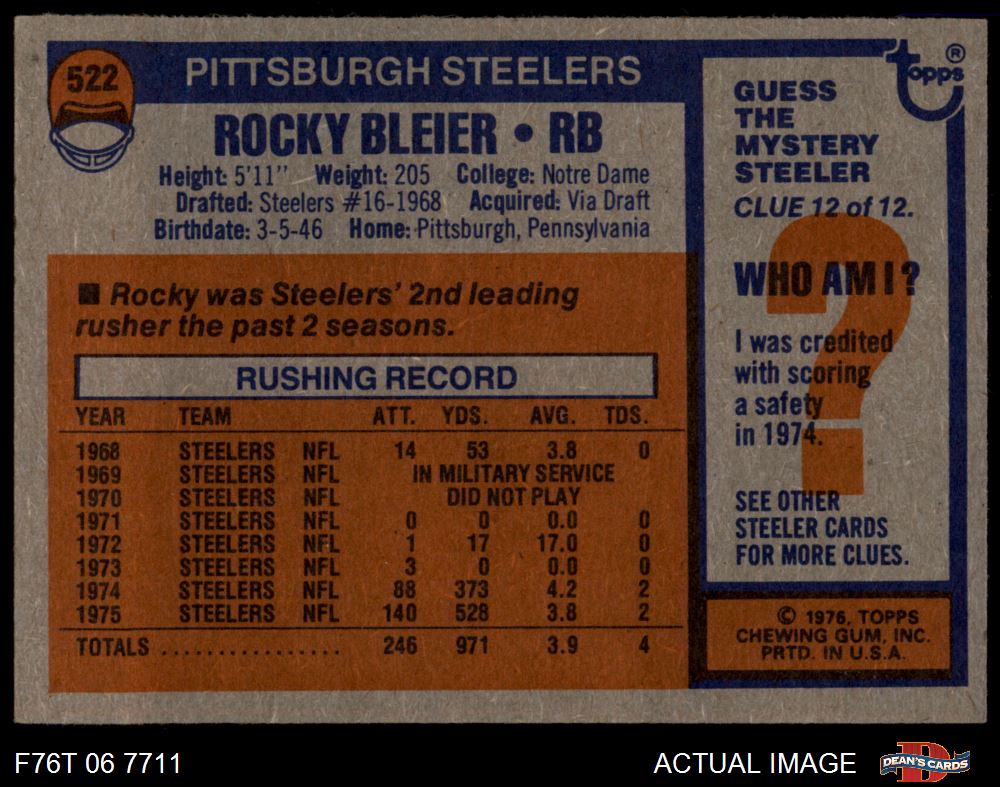 522
PITTSBURGH STEELERS
ROCKY BLEIER • RB
Height: 5'11" Weight: 205 College: Notre Dame
Drafted: Steelers #16-1968 Acquired: Via Draft
Birthdate: 3-5-46 Home: Pittsburgh, Pennsylvania
■ Rocky was Steelers' 2nd leading
rusher the past 2 seasons.
RUSHING RECORD
YEAR TEAM ATT. YDS. AVG. TDS.
1968 STEELERS NFL 14 53 3.8 0
1969 STEELERS NFL IN MILITARY SERVICE
1970 STEELERS NFL DID NOT PLAY
1971 STEELERS NFL 0 0 0.0 0
1972 STEELERS NFL 1 17 17.0 0
1973 STEELERS NFL 3 0 0.0 0
1974 STEELERS NFL 88 373 4.2 2
1975 STEELERS NFL 140 528 3.8 2
TOTALS ................ 246 971 3.9 4
topps ®
GUESS
THE
MYSTERY
STEELER
CLUE 12 of 12.
WHO AM I ?
?
I was credited
with scoring
a safety
in 1974.
SEE OTHER
STEELER CARDS
FOR MORE CLUES.
© 1976, TOPPS
CHEWING GUM, INC.
PRTD. IN U.S.A.
F76T 06 7711
ACTUAL IMAGE
D DEAN'S CARDS